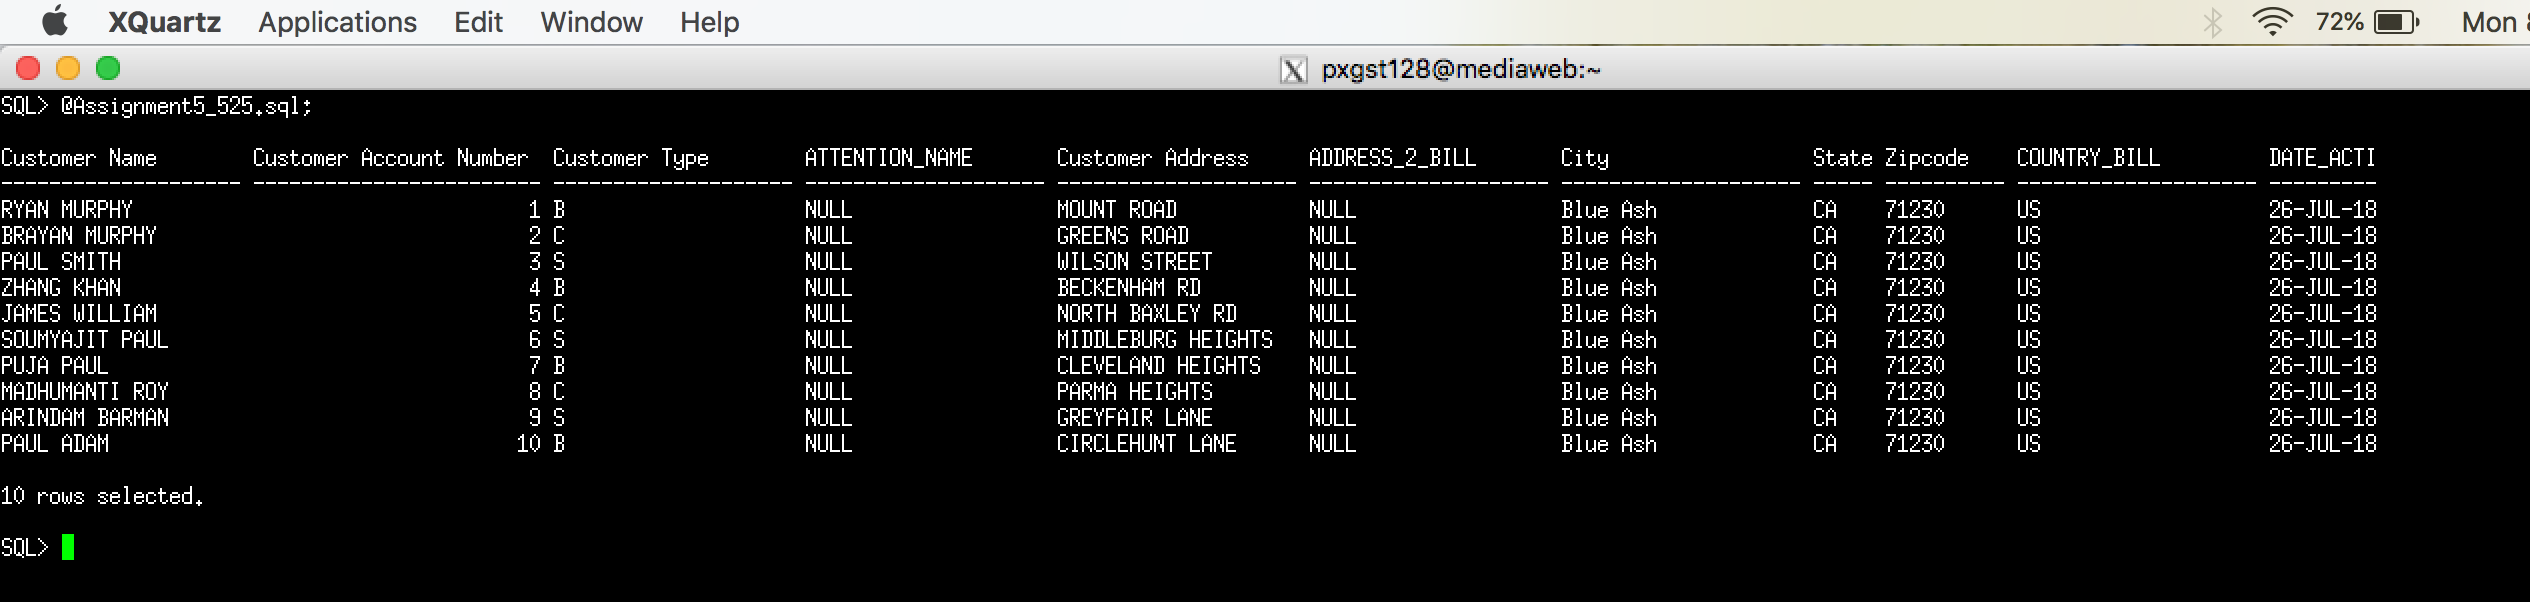 XQuartz Applications Edit Window Help 72% Mon
pxgst128@mediaweb:~
SQL> @Assignment5_525.sql;
Customer Name Customer Account Number Customer Type ATTENTION_NAME Customer Address ADDRESS_2_BILL City State Zipcode COUNTRY_BILL DATE_ACTI
-------------------- ------------------------ -------------------- -------------------- -------------------- -------------------- -------------------- ----- ---------- -------------------- ---------
RYAN MURPHY 1 B NULL MOUNT ROAD NULL Blue Ash CA 71230 US 26-JUL-18
BRAYAN MURPHY 2 C NULL GREENS ROAD NULL Blue Ash CA 71230 US 26-JUL-18
PAUL SMITH 3 S NULL WILSON STREET NULL Blue Ash CA 71230 US 26-JUL-18
ZHANG KHAN 4 B NULL BECKENHAM RD NULL Blue Ash CA 71230 US 26-JUL-18
JAMES WILLIAM 5 C NULL NORTH BAXLEY RD NULL Blue Ash CA 71230 US 26-JUL-18
SOUMYAJIT PAUL 6 S NULL MIDDLEBURG HEIGHTS NULL Blue Ash CA 71230 US 26-JUL-18
PUJA PAUL 7 B NULL CLEVELAND HEIGHTS NULL Blue Ash CA 71230 US 26-JUL-18
MADHUMANTI ROY 8 C NULL PARMA HEIGHTS NULL Blue Ash CA 71230 US 26-JUL-18
ARINDAM BARMAN 9 S NULL GREYFAIR LANE NULL Blue Ash CA 71230 US 26-JUL-18
PAUL ADAM 10 B NULL CIRCLEHUNT LANE NULL Blue Ash CA 71230 US 26-JUL-18
10 rows selected.
SQL>